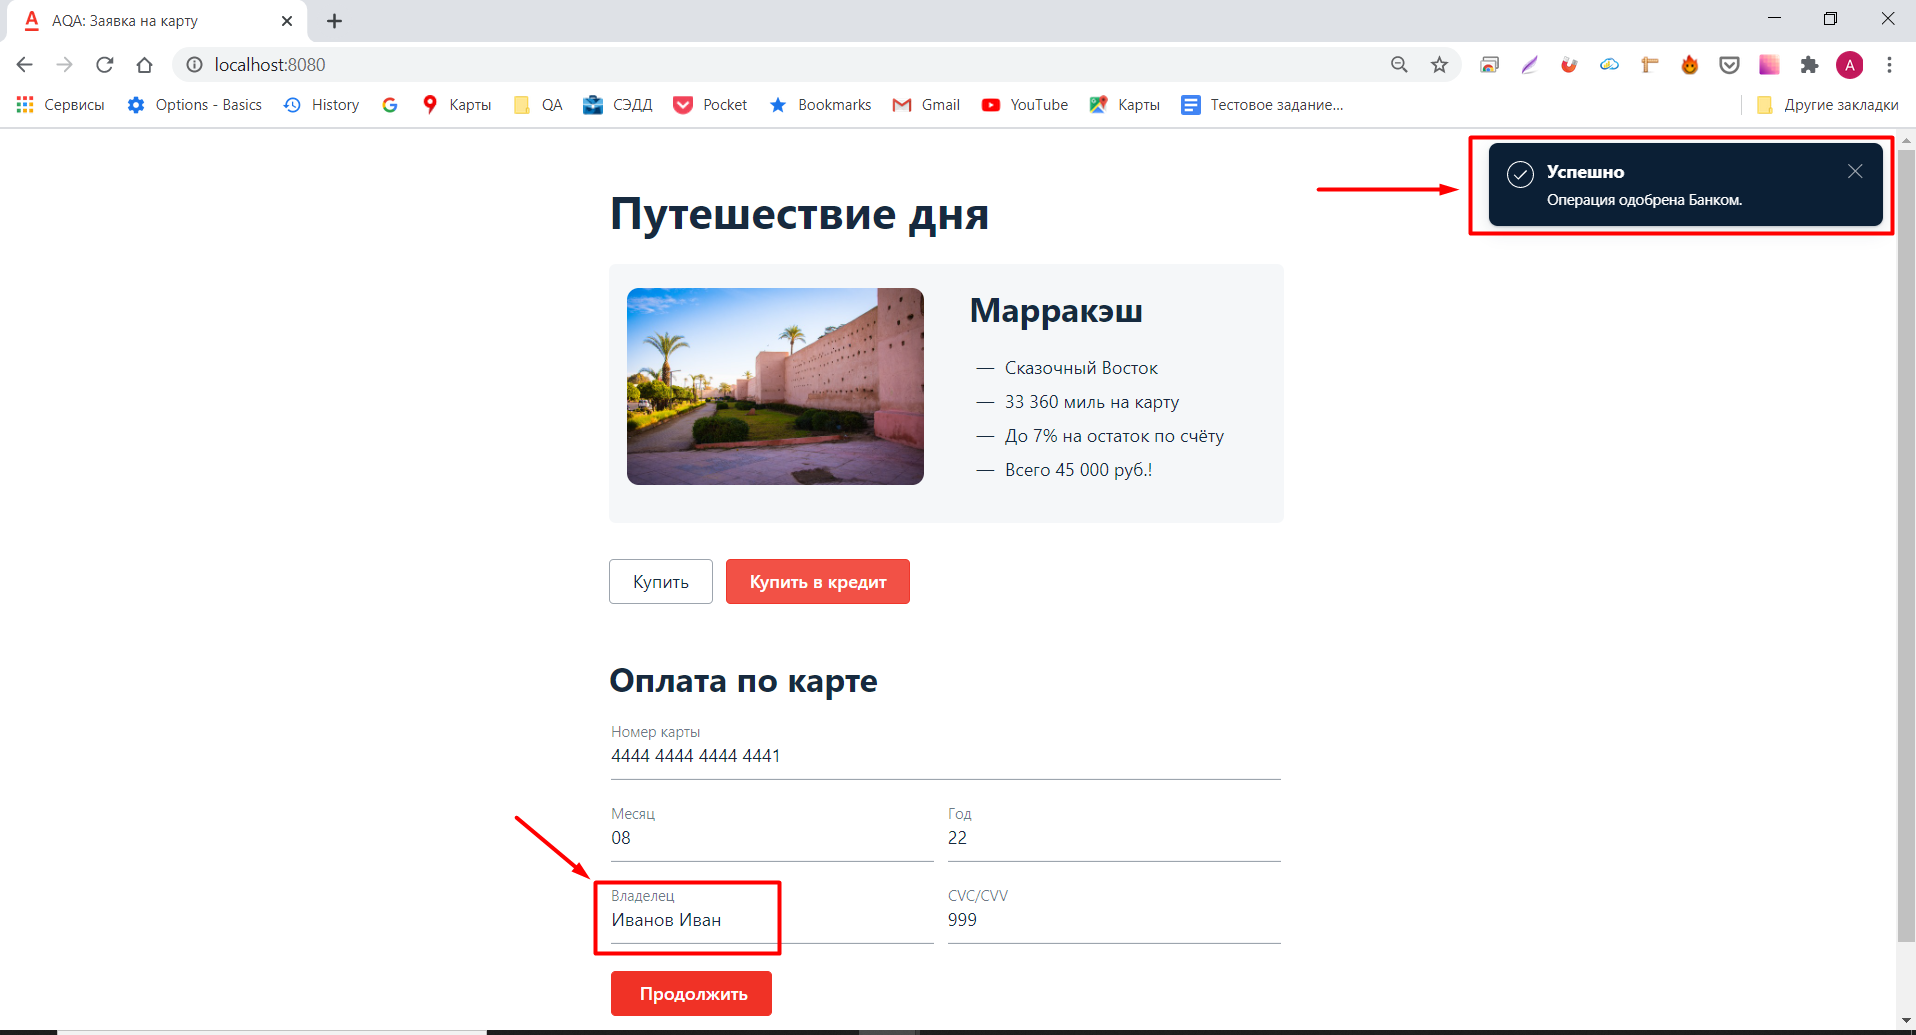 AQA: Заявка на карту
localhost:8080
A
Сервисы
Options - Basics
History
Карты
QA
СЭДД
Pocket
Bookmarks
Gmail
YouTube
Карты
Тестовое задание...
Другие закладки
Успешно
Операция одобрена Банком.
Путешествие дня
Марракэш
— Сказочный Восток
— 33 360 миль на карту
— До 7% на остаток по счёту
— Всего 45 000 руб.!
Купить
Купить в кредит
Оплата по карте
Номер карты
4444 4444 4444 4441
Месяц
Год
08
22
Владелец
CVC/CVV
Иванов Иван
999
Продолжить